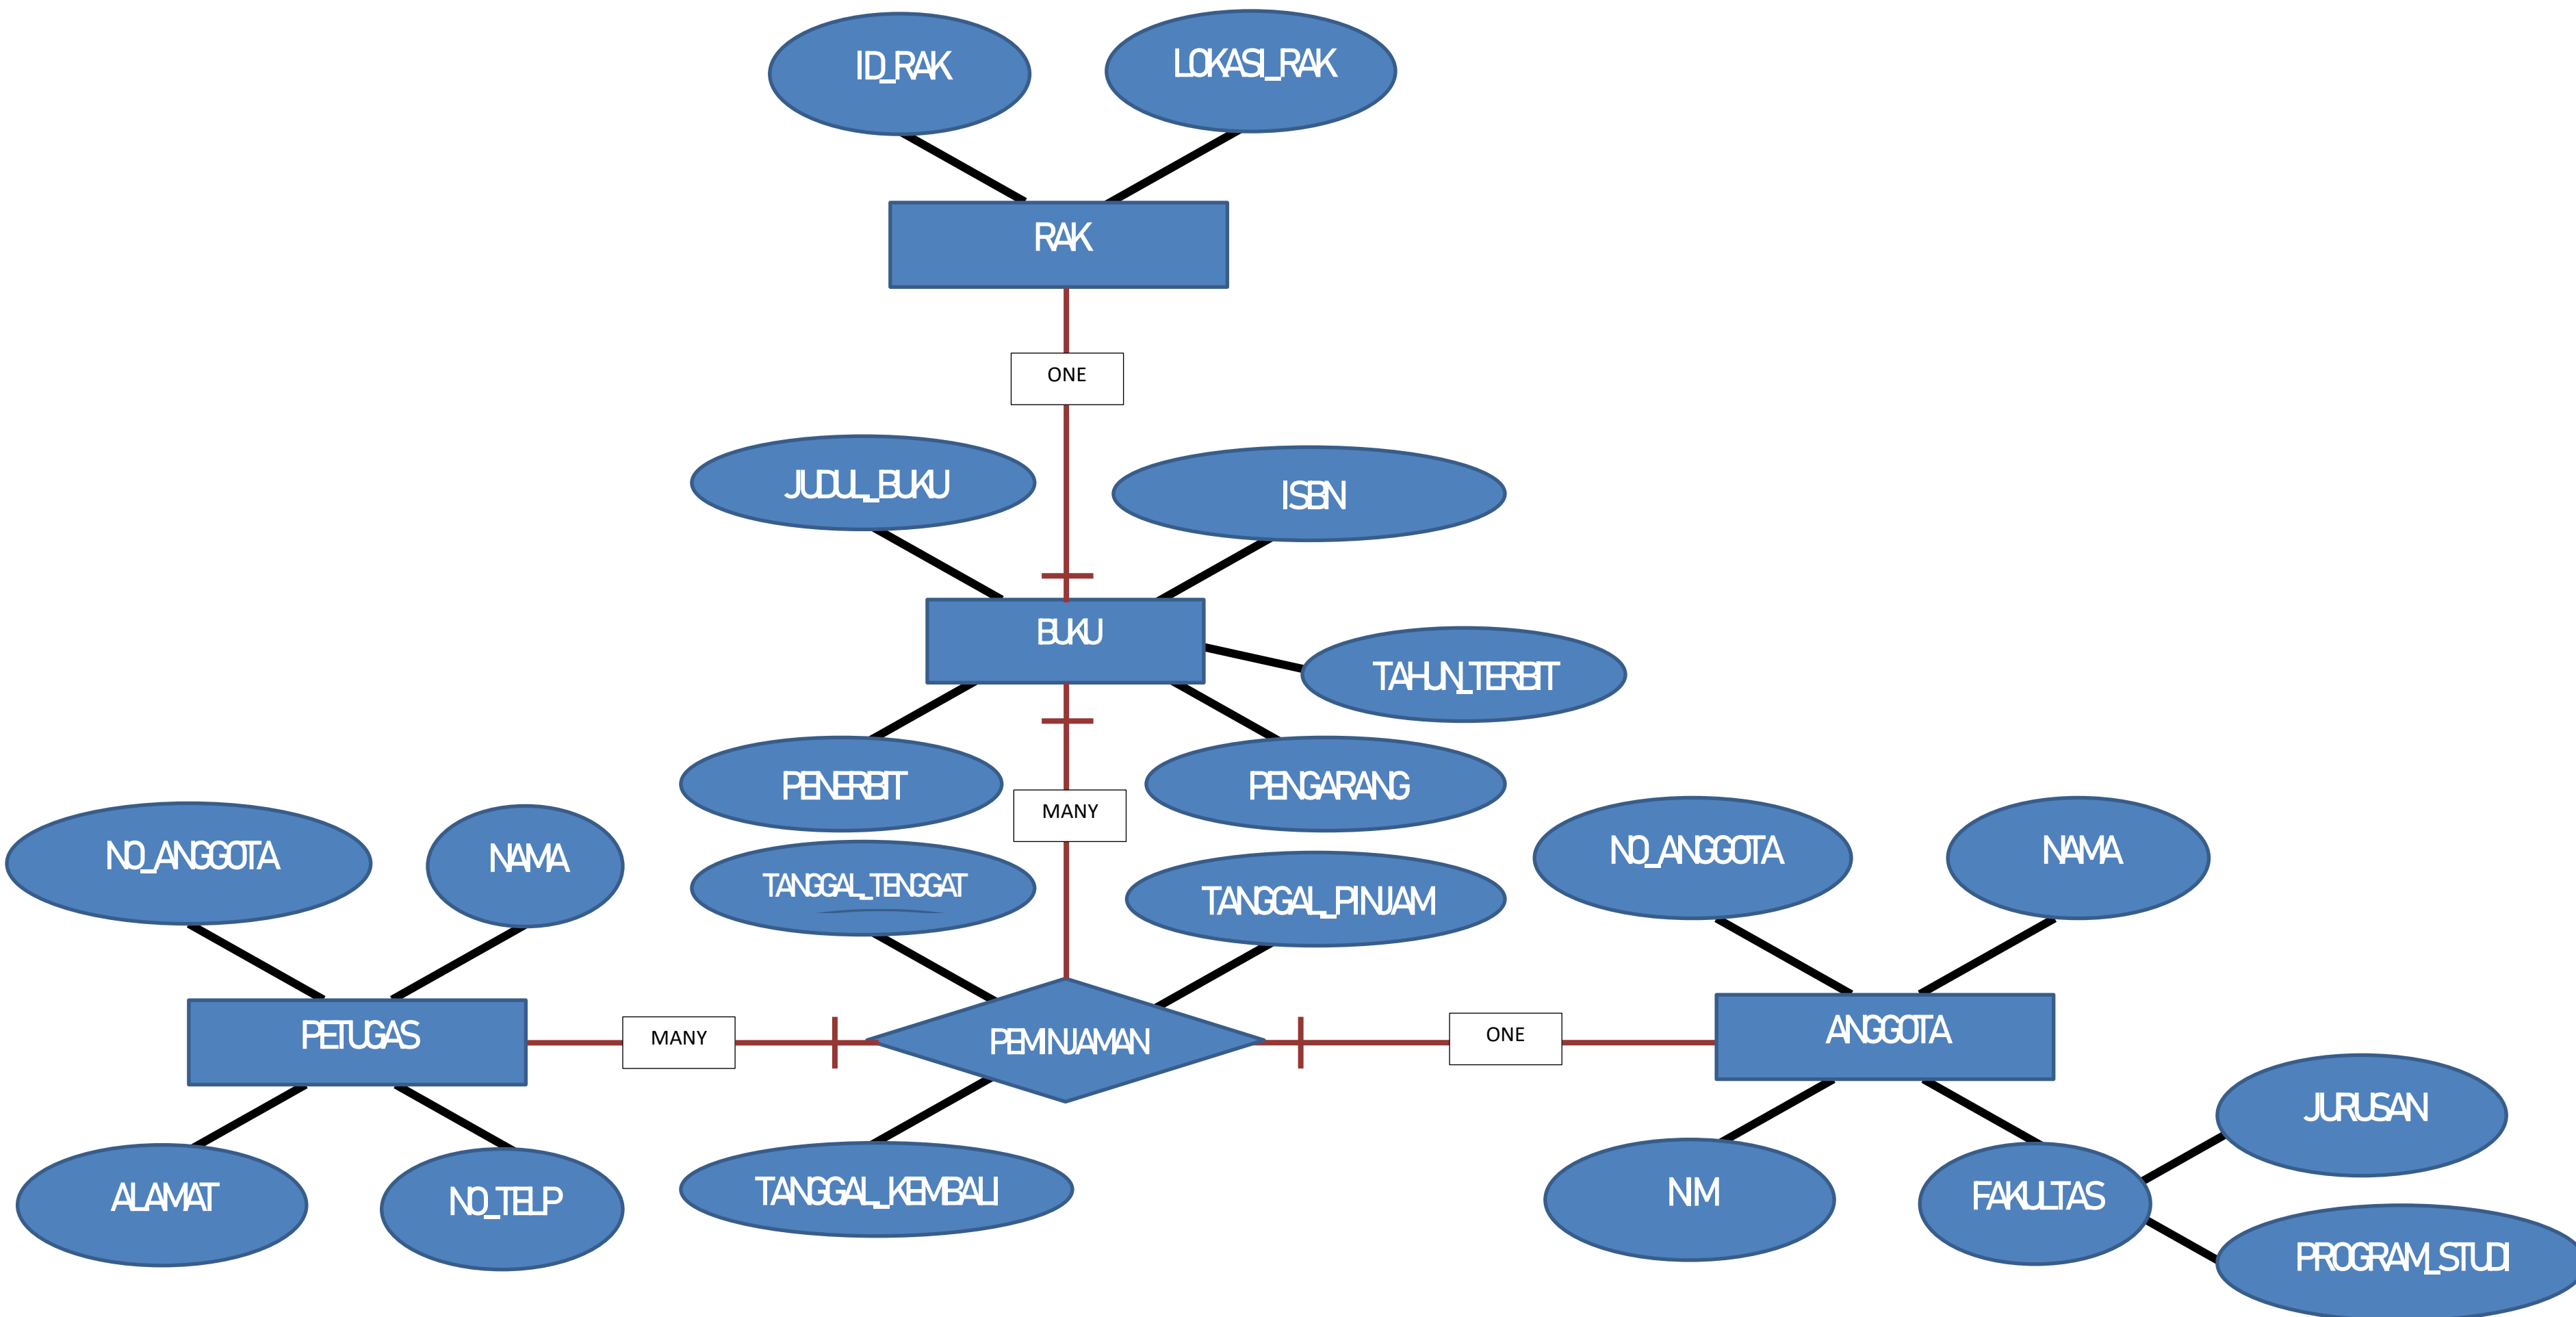 ID_RAK
LOKASI_RAK
RAK
ONE
JUDUL_BUKU
ISBN
BUKU
TAHUN_TERBIT
PENERBIT
MANY
PENGARANG
NO_ANGGOTA
NAMA
TANGGAL_TENGGAT
TANGGAL_PINJAM
NO_ANGGOTA
NAMA
PETUGAS
MANY
PEMINJAMAN
ONE
ANGGOTA
ALAMAT
NO_TELP
TANGGAL_KEMBALI
NIM
FAKULTAS
JURUSAN
PROGRAM_STUDI